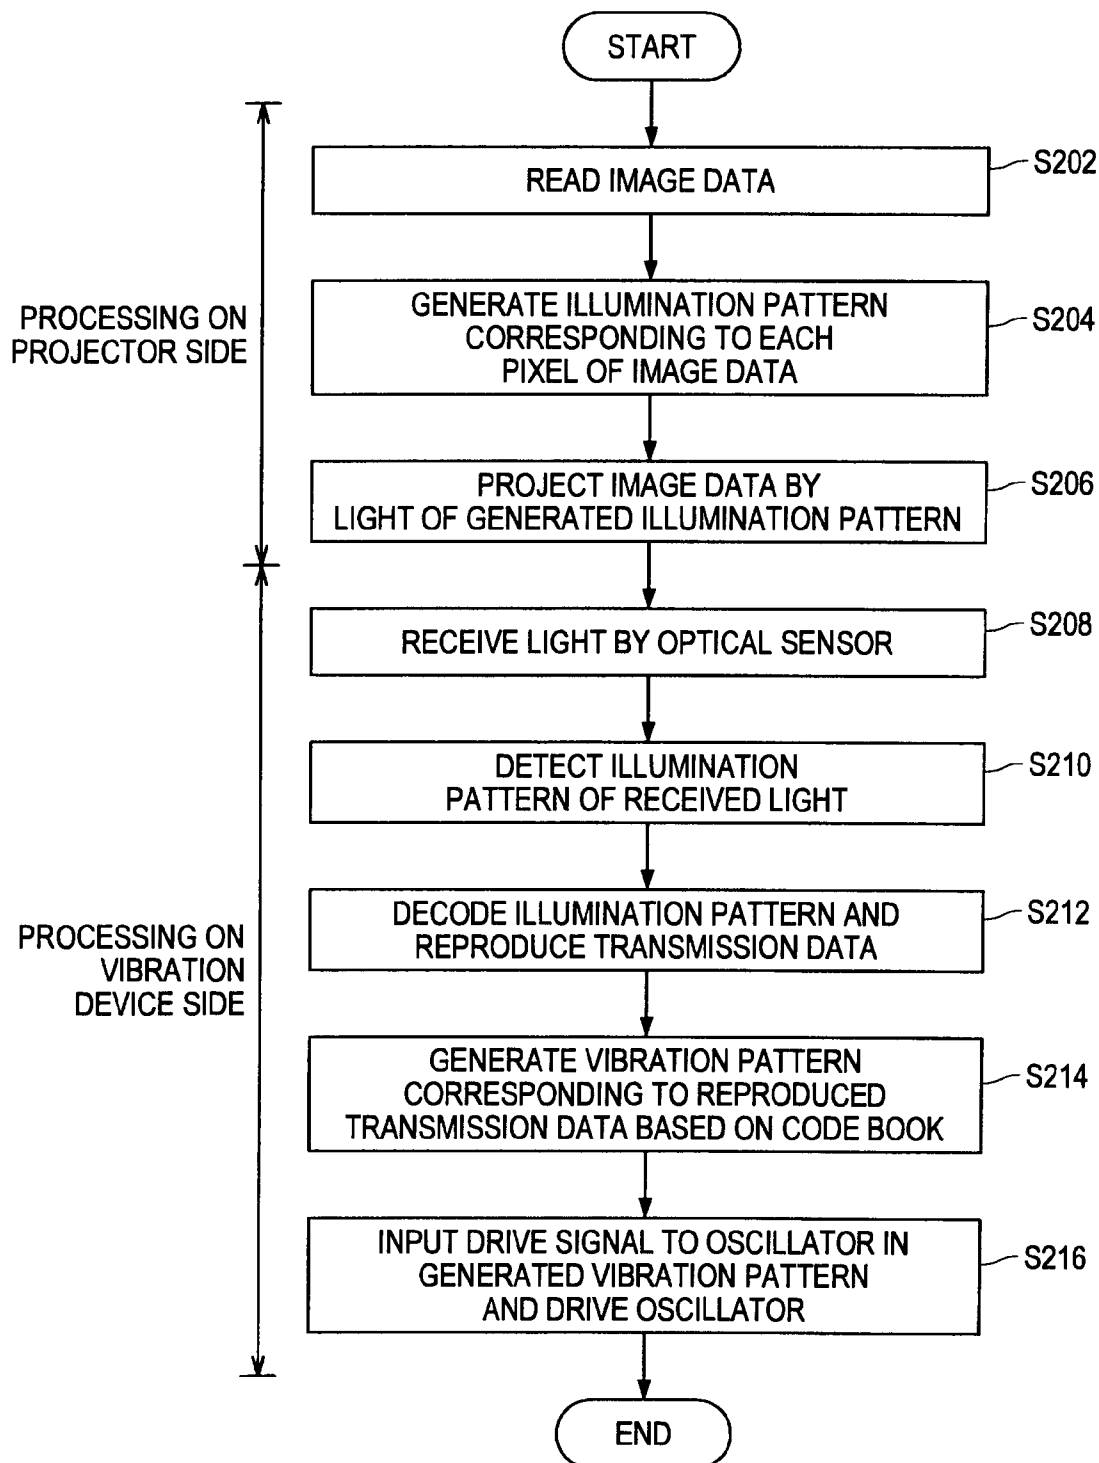 START
READ IMAGE DATA
S202
GENERATE ILLUMINATION PATTERN
CORRESPONDING TO EACH
PIXEL OF IMAGE DATA
S204
PROCESSING ON
PROJECTOR SIDE
PROJECT IMAGE DATA BY
LIGHT OF GENERATED ILLUMINATION PATTERN
S206
RECEIVE LIGHT BY OPTICAL SENSOR
S208
DETECT ILLUMINATION
PATTERN OF RECEIVED LIGHT
S210
DECODE ILLUMINATION PATTERN AND
REPRODUCE TRANSMISSION DATA
S212
PROCESSING ON
VIBRATION
DEVICE SIDE
GENERATE VIBRATION PATTERN
CORRESPONDING TO REPRODUCED
TRANSMISSION DATA BASED ON CODE BOOK
S214
INPUT DRIVE SIGNAL TO OSCILLATOR IN
GENERATED VIBRATION PATTERN
AND DRIVE OSCILLATOR
S216
END